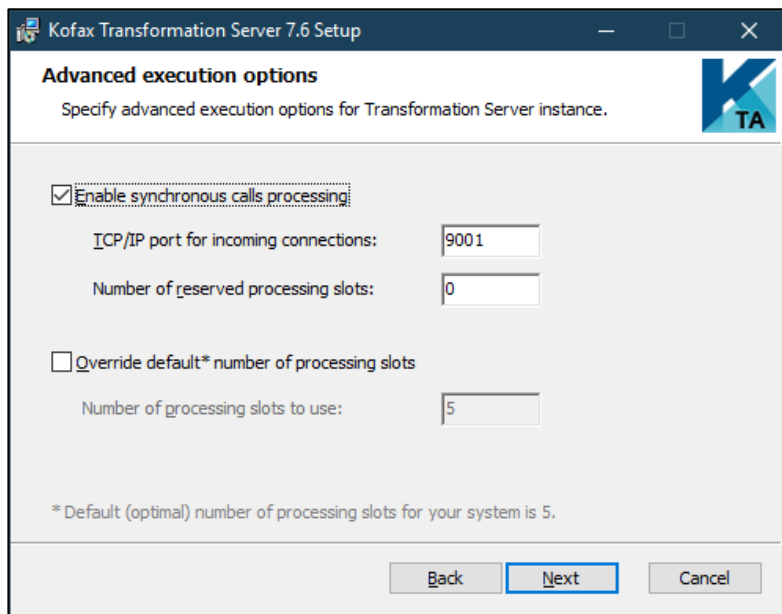 Kofax Transformation Server 7.6 Setup
Advanced execution options
Specify advanced execution options for Transformation Server instance.
TA
Enable synchronous calls processing
TCP/IP port for incoming connections: 9001
Number of reserved processing slots: 0
Override default* number of processing slots
Number of processing slots to use: 5
* Default (optimal) number of processing slots for your system is 5.
Back Next Cancel